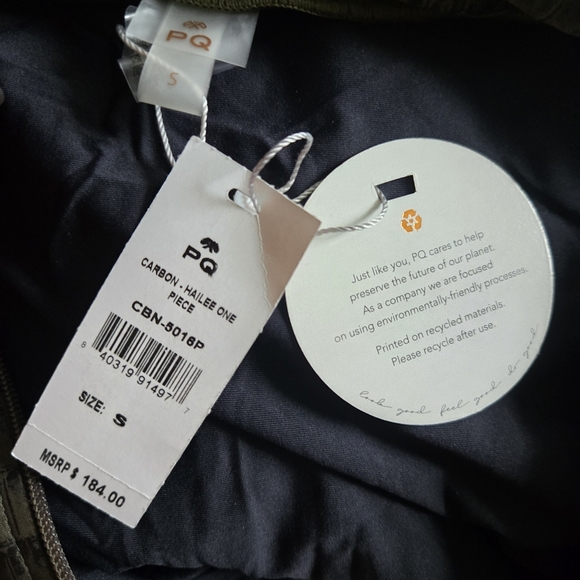 PQ
S
PQ
CARBON - HAILEE ONE
PIECE
CBN-5016P
8 40319 91497 7
SIZE: S
MSRP $ 184.00
Just like you, PQ cares to help
preserve the future of our planet.
As a company we are focused
on using environmentally-friendly processes.
Printed on recycled materials.
Please recycle after use.
look good feel good do good